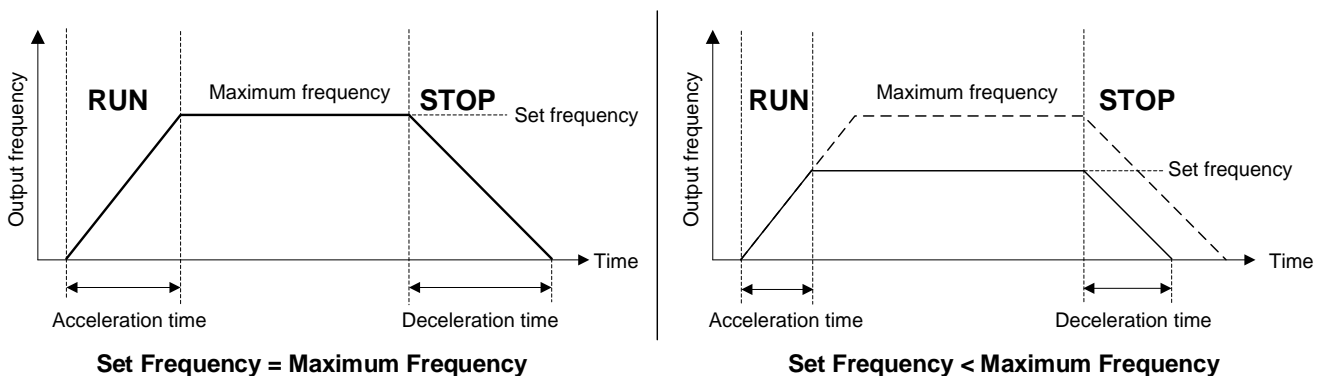 Output frequency
RUN
Maximum frequency
STOP
Set frequency
Time
Acceleration time
Deceleration time
Set Frequency = Maximum Frequency
Output frequency
RUN
Maximum frequency
STOP
Set frequency
Time
Acceleration time
Deceleration time
Set Frequency < Maximum Frequency